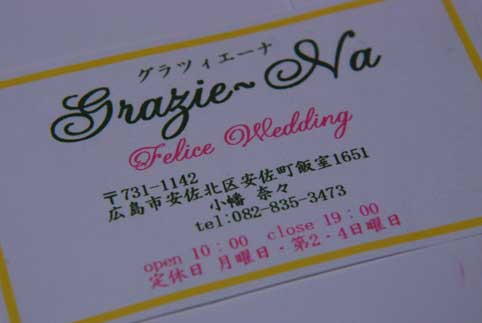 グラツィエーナ
Grazie~Na
Felice Wedding
〒731-1142
広島市安佐北区安佐町飯室1651
小幡 奈々
tel:082-835-3473
open 10：00 close 19：00
定休日 月曜日・第2・4日曜日